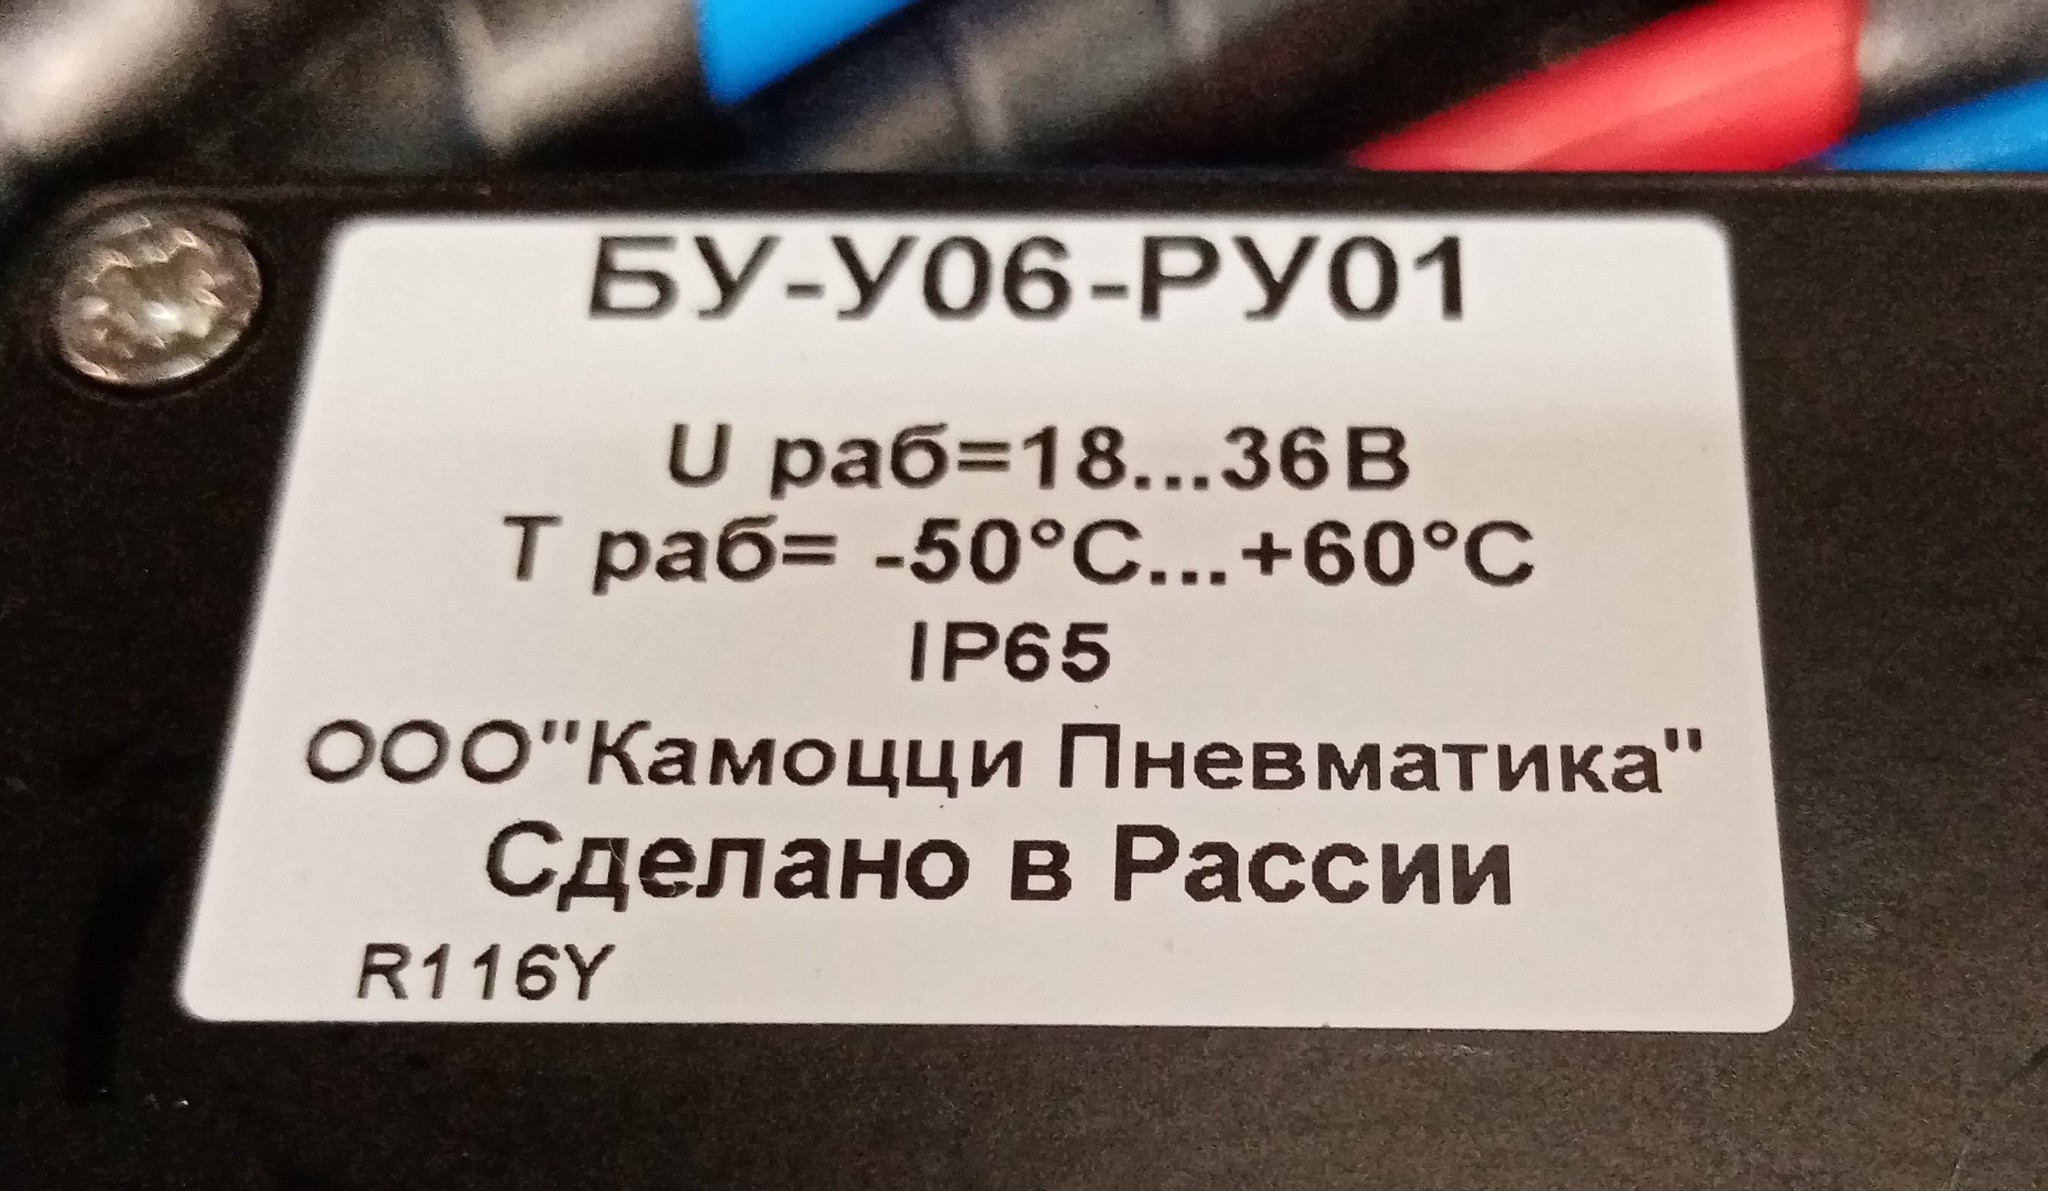 БУ-У06-РУ01
U раб=18...36В
Т раб= -50°С...+60°С
IP65
ООО"Камоцци Пневматика"
Сделано в Рассии
R116Y